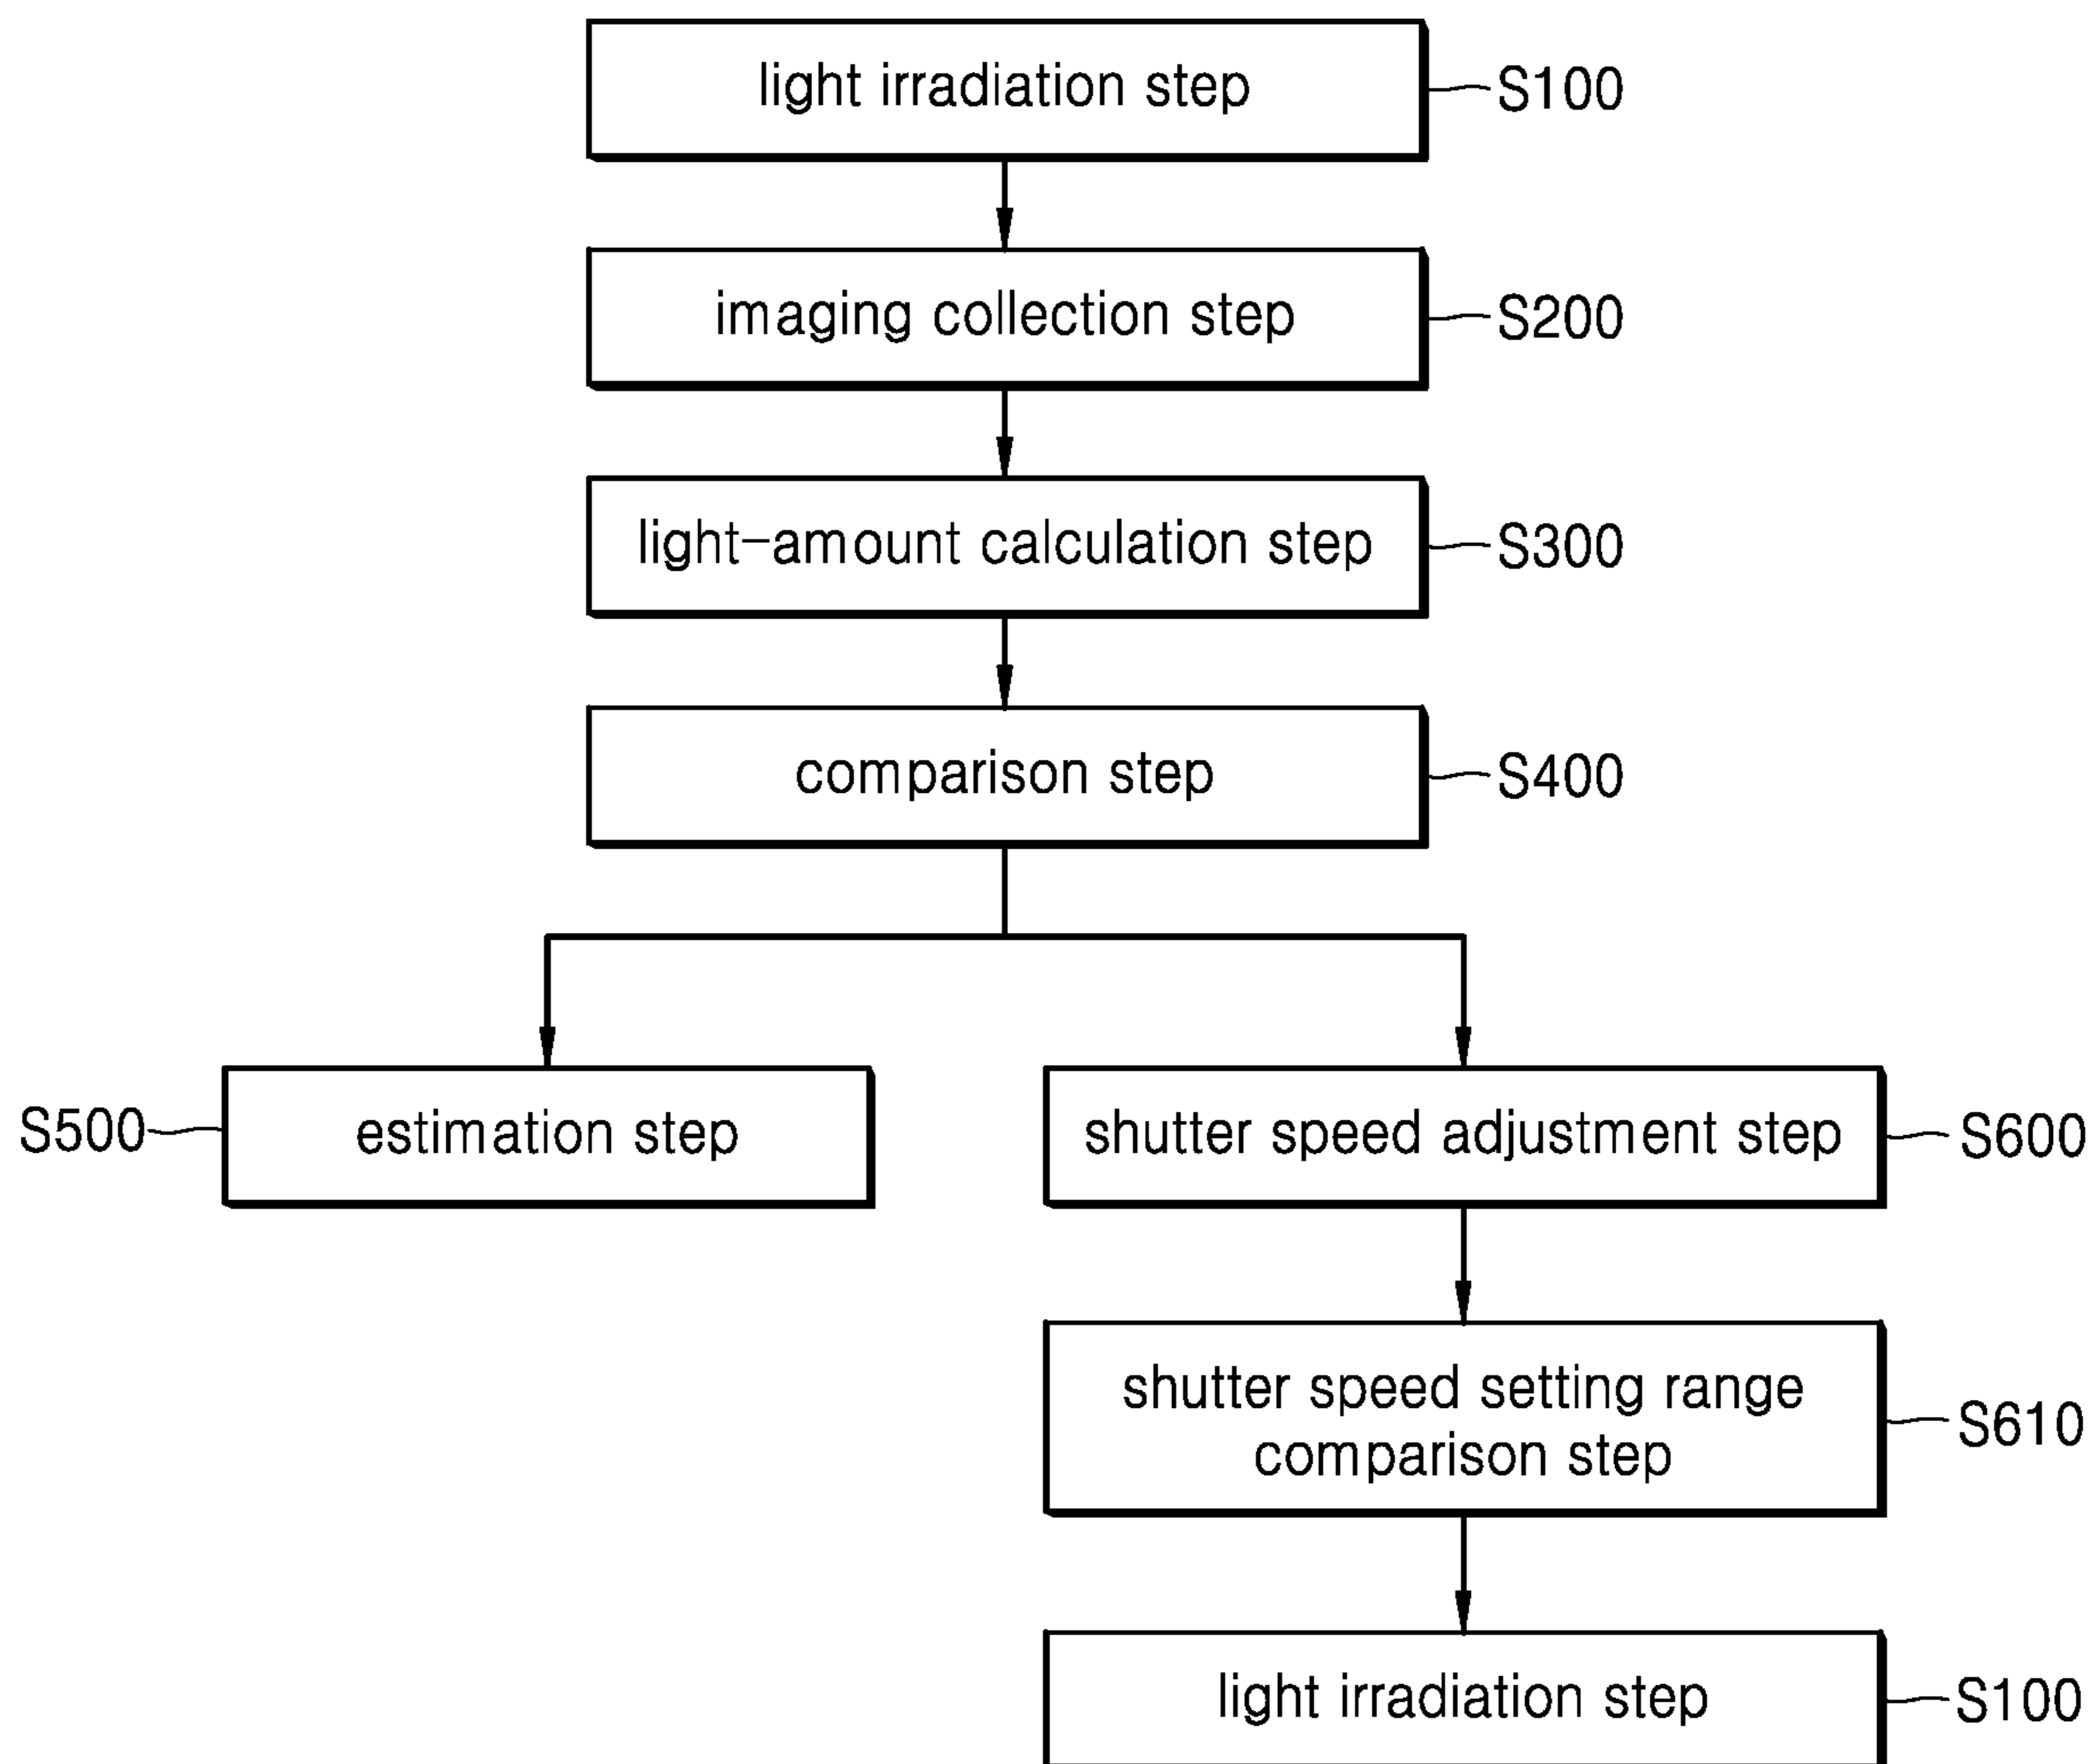 light irradiation step
S100
imaging collection step
S200
light-amount calculation step
S300
comparison step
S400
S500
estimation step
shutter speed adjustment step
S600
shutter speed setting range
comparison step
S610
light irradiation step
S100